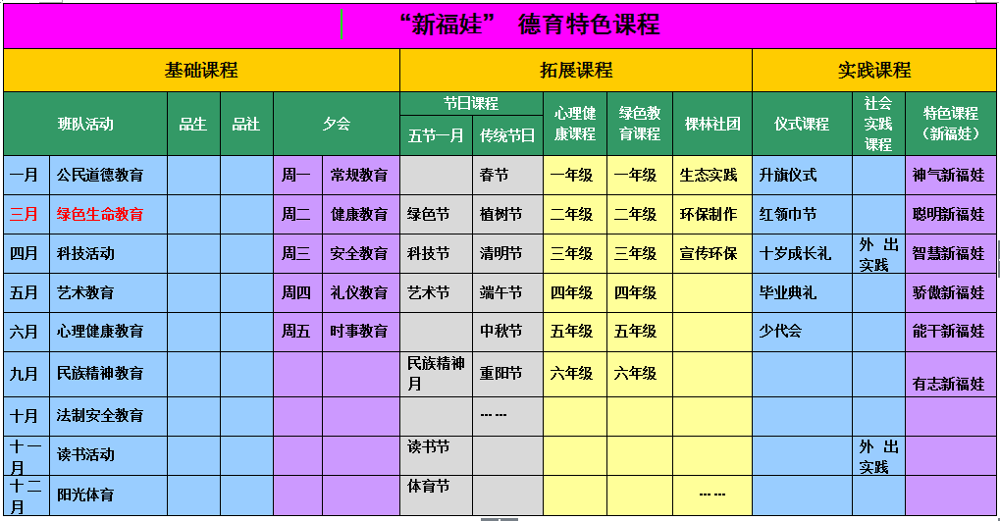 “新福娃” 德育特色课程
基础课程 拓展课程 实践课程
班队活动 品生 品社 夕会 节日课程 心理健康课程 绿色教育课程 棵林社团 仪式课程 社会实践课程 特色课程（新福娃）
五节一月 传统节日
一月 公民道德教育 周一 常规教育 春节 一年级 一年级 生态实践 升旗仪式 神气新福娃
三月 绿色生命教育 周二 健康教育 绿色节 植树节 二年级 二年级 环保制作 红领巾节 聪明新福娃
四月 科技活动 周三 安全教育 科技节 清明节 三年级 三年级 宣传环保 十岁成长礼 外出实践 智慧新福娃
五月 艺术教育 周四 礼仪教育 艺术节 端午节 四年级 四年级 毕业典礼 骄傲新福娃
六月 心理健康教育 周五 时事教育 中秋节 五年级 五年级 少代会 能干新福娃
九月 民族精神教育 民族精神月 重阳节 六年级 六年级 有志新福娃
十月 法制安全教育 ……
十一月 读书活动 读书节 外出实践
十二月 阳光体育 体育节 ……